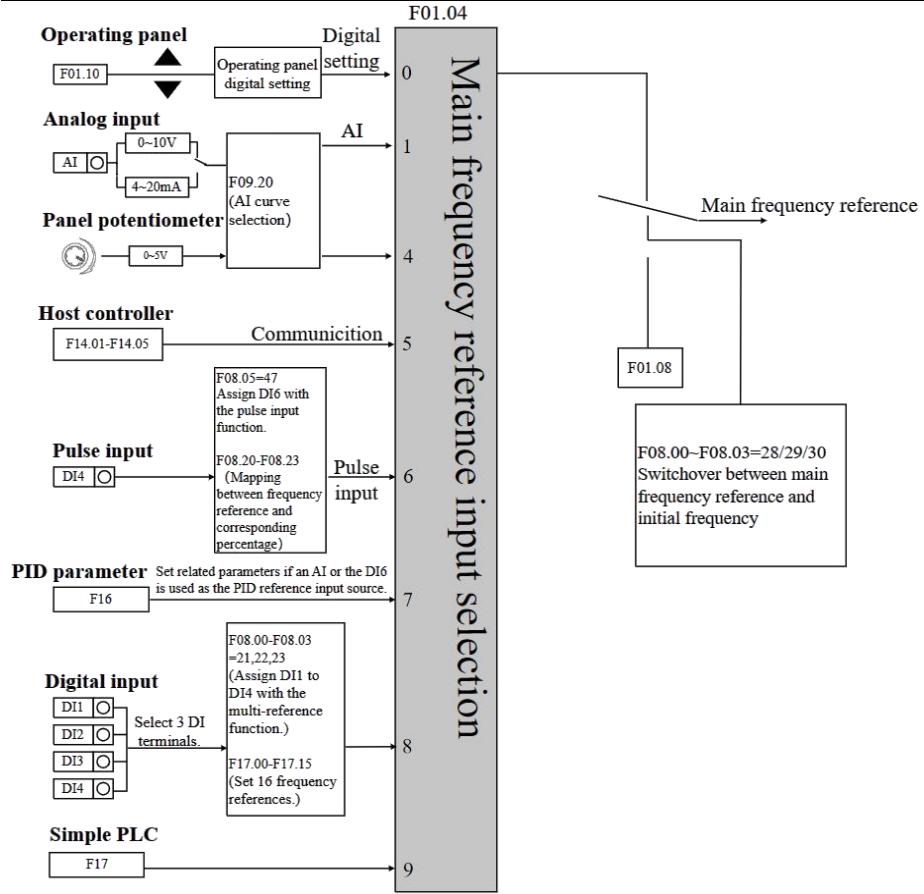 F01.04
Operating panel
F01.10
Operating panel
digital setting
Digital
setting
0
Analog input
AI
0~10V
4~20mA
F09.20
(AI curve
selection)
AI
1
Panel potentiometer
0~5V
4
Host controller
F14.01-F14.05
Communicition
5
Pulse input
DI4
F08.05=47
Assign DI6 with
the pulse input
function.
F08.20-F08.23
(Mapping
between frequency
reference and
corresponding
percentage)
Pulse
input
6
PID parameter
F16
Set related parameters if an AI or the DI6
is used as the PID reference input source.
7
Digital input
DI1
DI2
DI3
DI4
Select 3 DI
terminals.
F08.00-F08.03
=21,22,23
(Assign DI1 to
DI4 with the
multi-reference
function.)
F17.00-F17.15
(Set 16 frequency
references.)
8
Simple PLC
F17
9
Main frequency reference input selection
Main frequency reference
F01.08
F08.00~F08.03=28/29/30
Switchover between main
frequency reference and
initial frequency